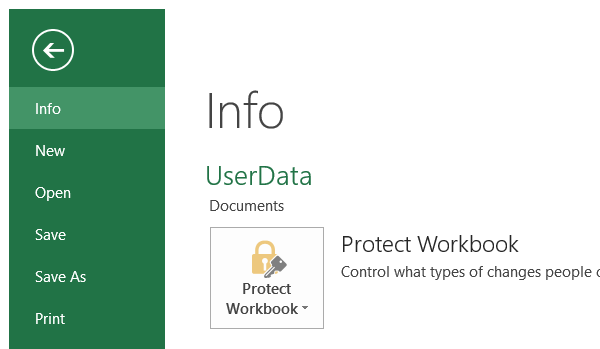 Info
New
Open
Save
Save As
Print
Info
UserData
Documents
Protect
Workbook
Protect Workbook
Control what types of changes people